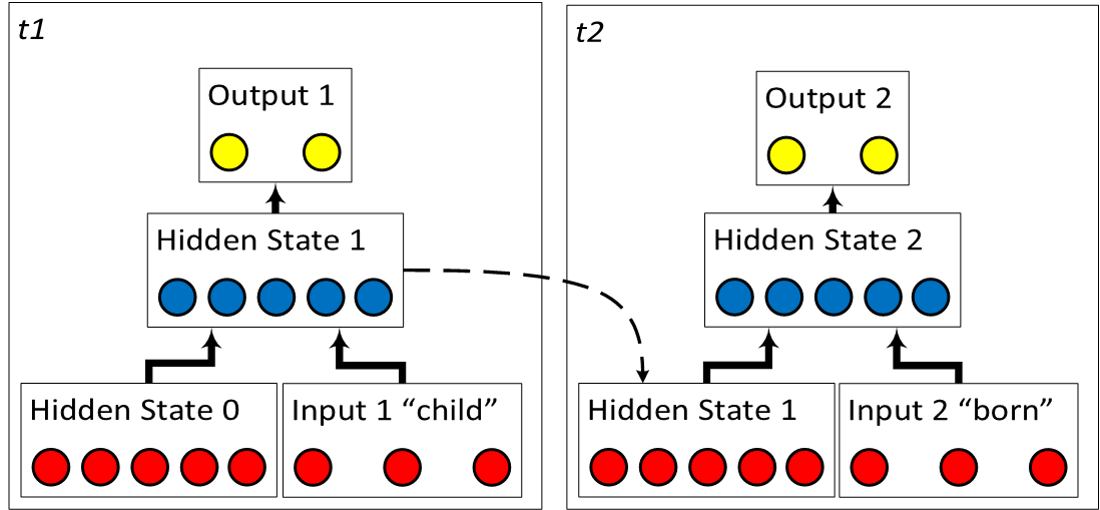 t1
Output 1
Hidden State 1
Hidden State 0
Input 1 “child”
t2
Output 2
Hidden State 2
Hidden State 1
Input 2 “born”